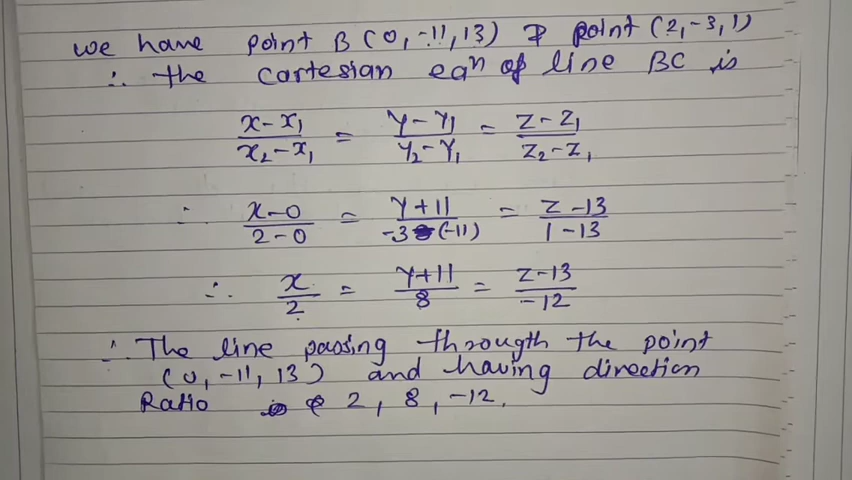 we have point B (0, -11, 13) & point (2, -3, 1)
∴ the Cartesian eqⁿ of line BC is
x-x₁/x₂-x₁ = y-y₁/y₂-y₁ = z-z₁/z₂-z₁
∴ x-0/2-0 = y+11/-3-(-11) = z-13/1-13
∴ x/2 = y+11/8 = z-13/-12
∴ The line passing throught the point
(0, -11, 13) and having direction
Ratio 2, 8, -12.